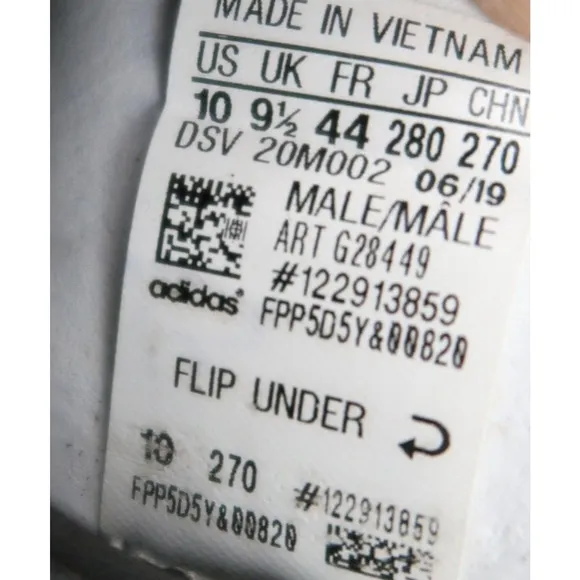 MADE IN VIETNAM
US UK FR JP CHN
10 9½ 44 280 270
DSV 20M002 06/19
MALE/MÂLE
ART G28449
#122913859
adidas FPP5D5Y&00820
FLIP UNDER
10 270 #122913859
FPP5D5Y&00820